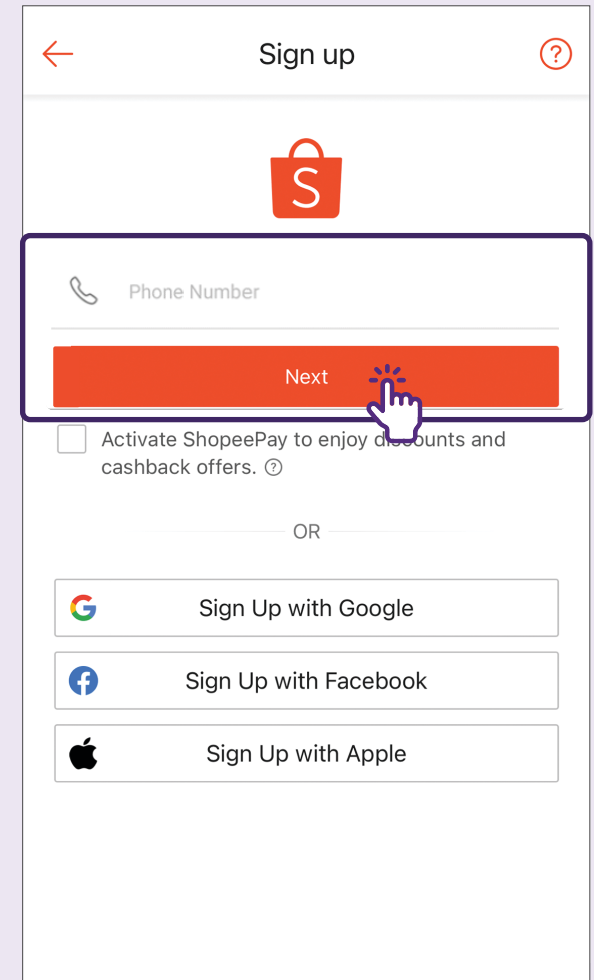 Sign up
?
S
Phone Number
Next
Activate ShopeePay to enjoy discounts and
cashback offers. ?
OR
Sign Up with Google
Sign Up with Facebook
Sign Up with Apple